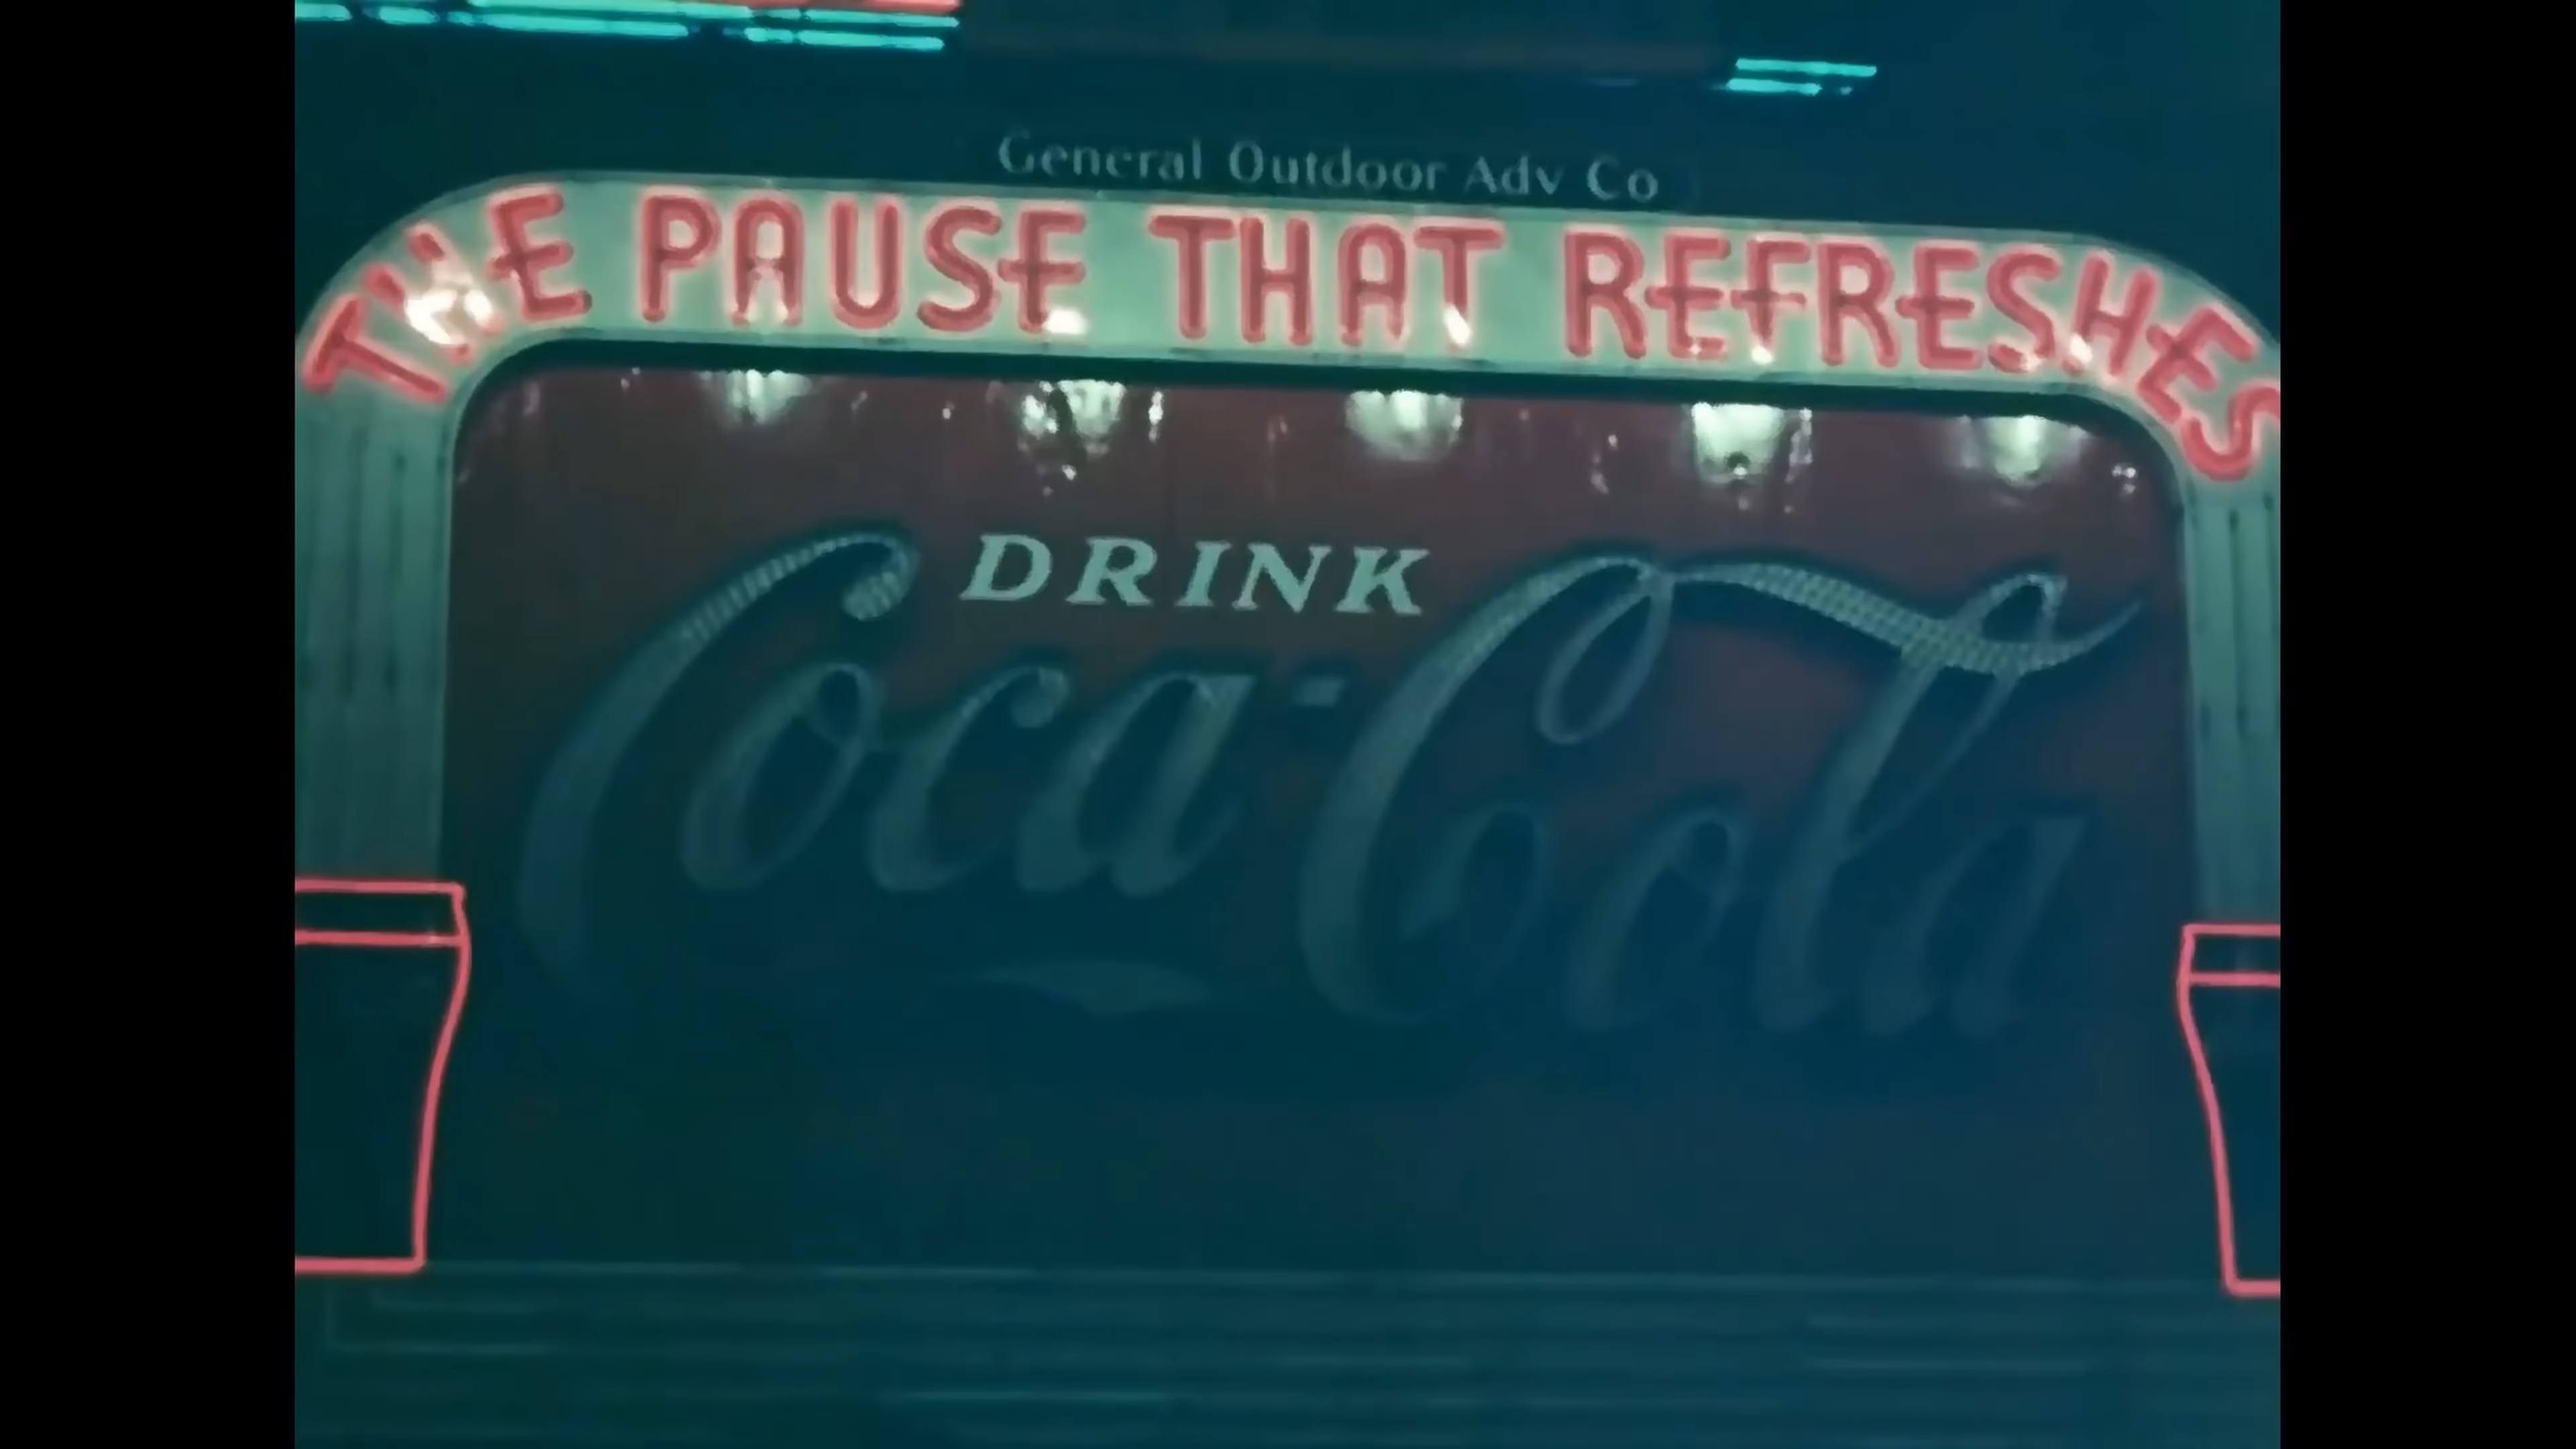 General Outdoor Adv Co
THE PAUSE THAT REFRESHES
DRINK
Coca-Cola